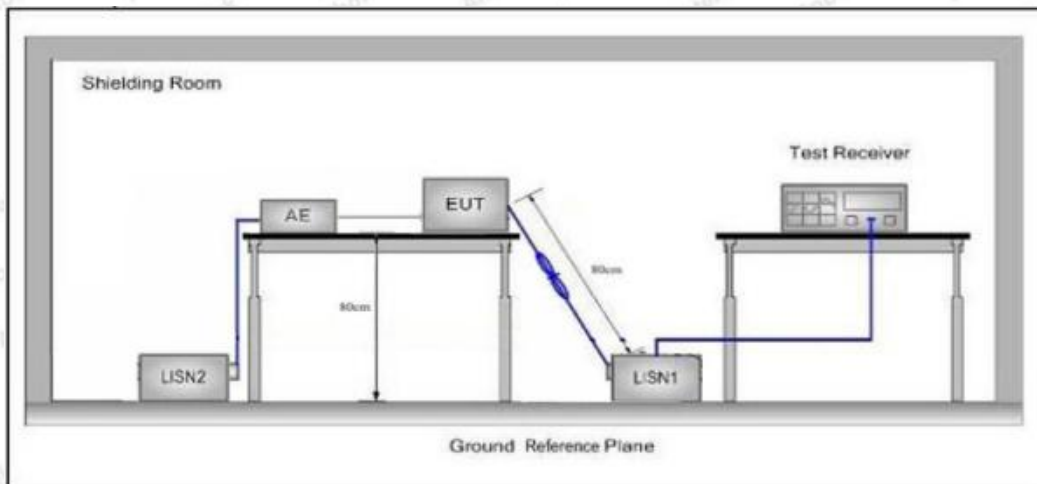 Shielding Room
Test Receiver
EUT
AE
80cm
80cm
LISN2
LISN1
Ground Reference Plane